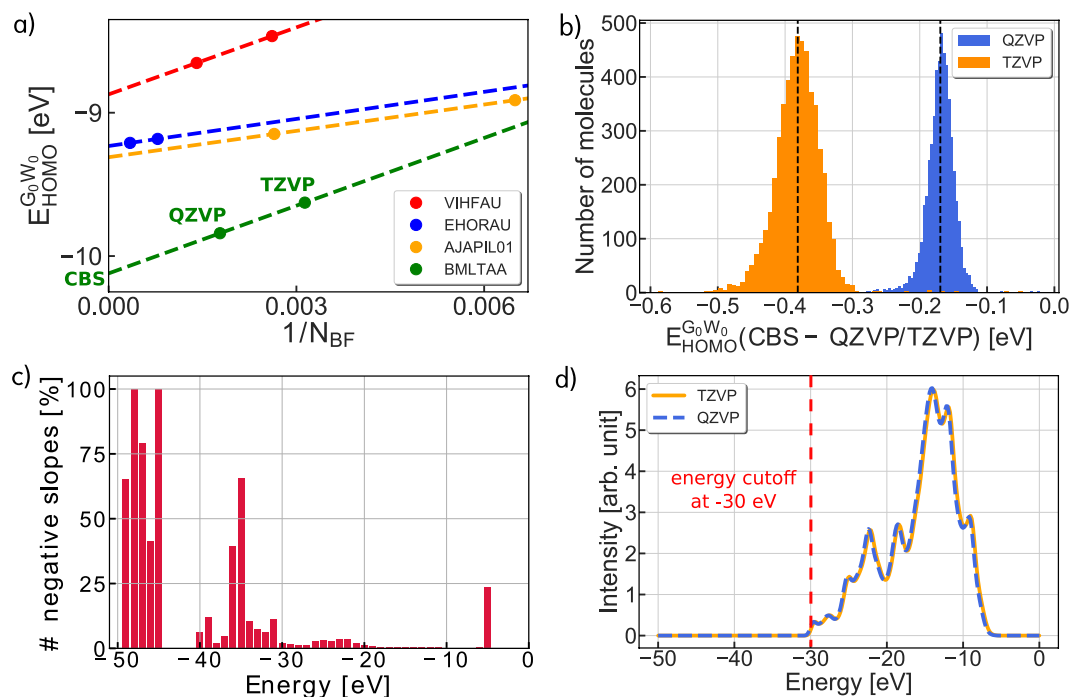 a)
E_HOMO^G₀W₀ [eV]
−9
−10
TZVP
QZVP
CBS
VIHFAU
EHORAU
AJAPIL01
BMLTAA
0.000
0.003
0.006
1/N_BF
b)
Number of molecules
500
400
300
200
100
0
QZVP
TZVP
−0.6
−0.5
−0.4
−0.3
−0.2
−0.1
0.0
E_HOMO^G₀W₀(CBS − QZVP/TZVP) [eV]
c)
# negative slopes [%]
100
75
50
25
0
−50
−40
−30
−20
−10
0
Energy [eV]
d)
Intensity [arb. unit]
6
5
4
3
2
1
0
TZVP
QZVP
energy cutoff
at -30 eV
−50
−40
−30
−20
−10
0
Energy [eV]